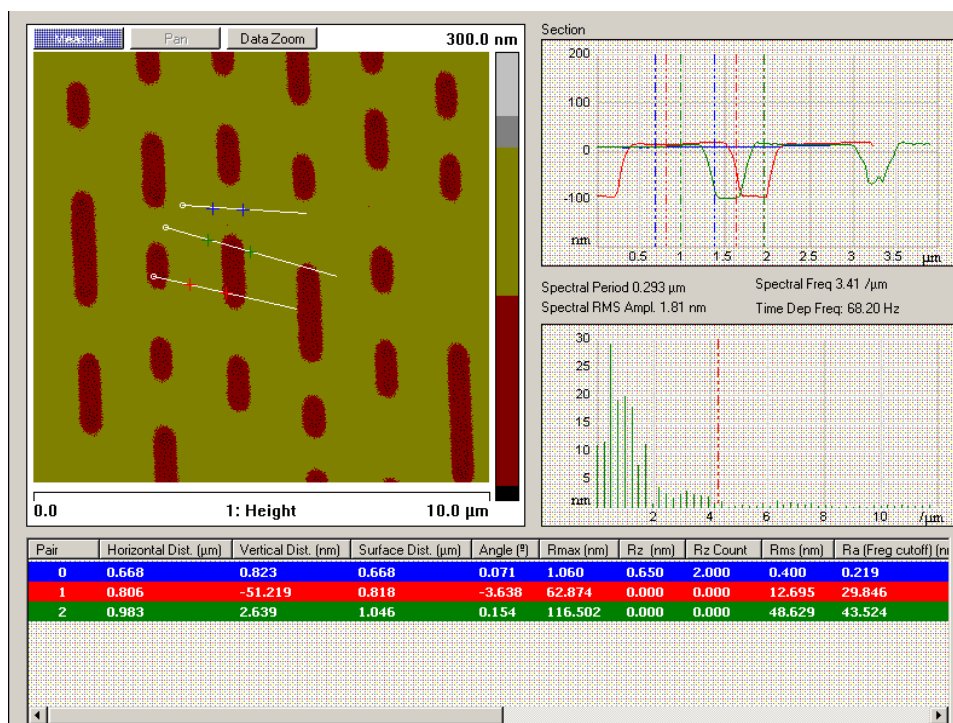 Measure Pan Data Zoom 300.0 nm
0.0 1: Height 10.0 µm
Section
200
100
0
-100
nm
0.5 1 1.5 2 2.5 3 µm
Spectral Period 0.293 µm Spectral Freq 3.41 /µm
Spectral RMS Ampl. 1.81 nm Time Dep Freq: 68.20 Hz
30
25
20
15
10
5
nm
2 4 6 8 10 /µm
Pair Horizontal Dist. (µm) Vertical Dist. (nm) Surface Dist. (µm) Angle (º) Rmax (nm) Rz (nm) Rz Count Rms (nm) Ra (Freg cutoff) (n
0 0.668 0.823 0.668 0.071 1.060 0.650 2.000 0.400 0.219
1 0.806 -51.219 0.818 -3.638 62.874 0.000 0.000 12.695 29.846
2 0.983 2.639 1.046 0.154 116.502 0.000 0.000 48.629 43.524